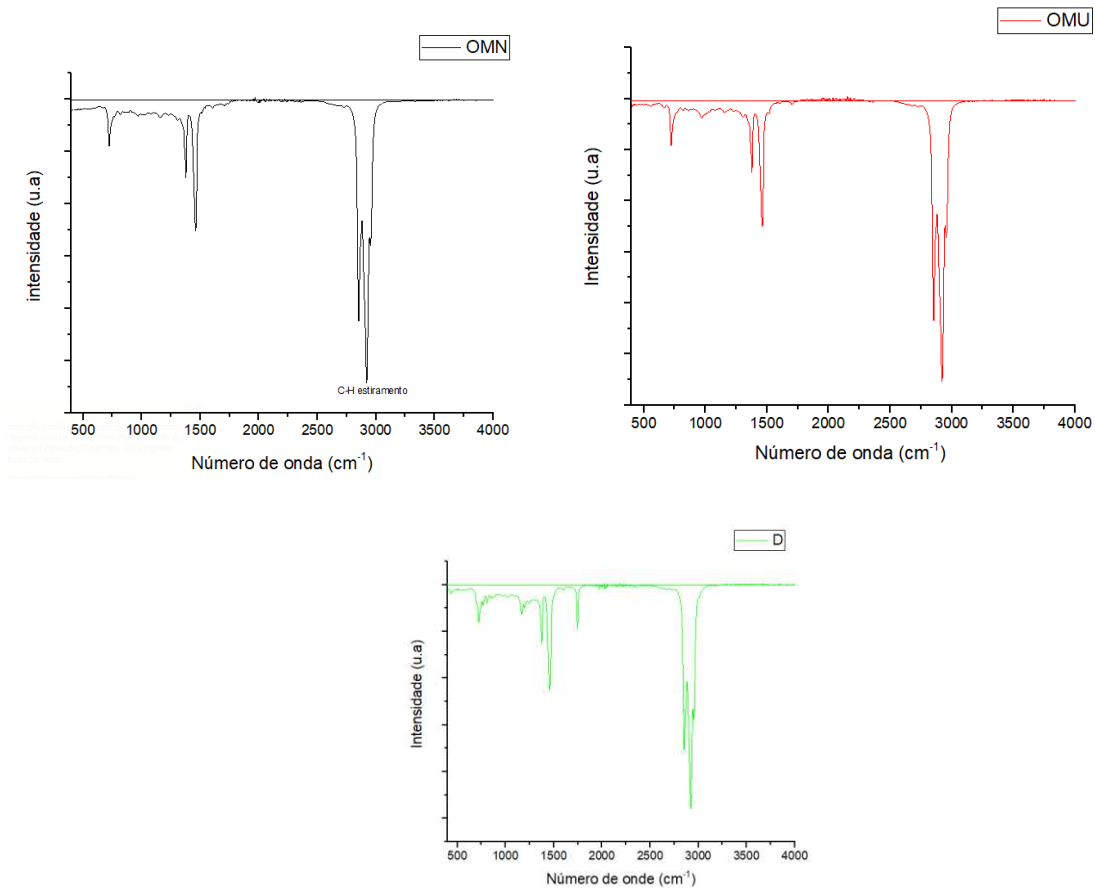 OMN
intensidade (u.a)
C-H estiramento
500 1000 1500 2000 2500 3000 3500 4000
Número de onda (cm-1)
OMU
Intensidade (u.a)
500 1000 1500 2000 2500 3000 3500 4000
Número de onda (cm-1)
D
Intensidade (u.a)
500 1000 1500 2000 2500 3000 3500 4000
Número de onde (cm-1)